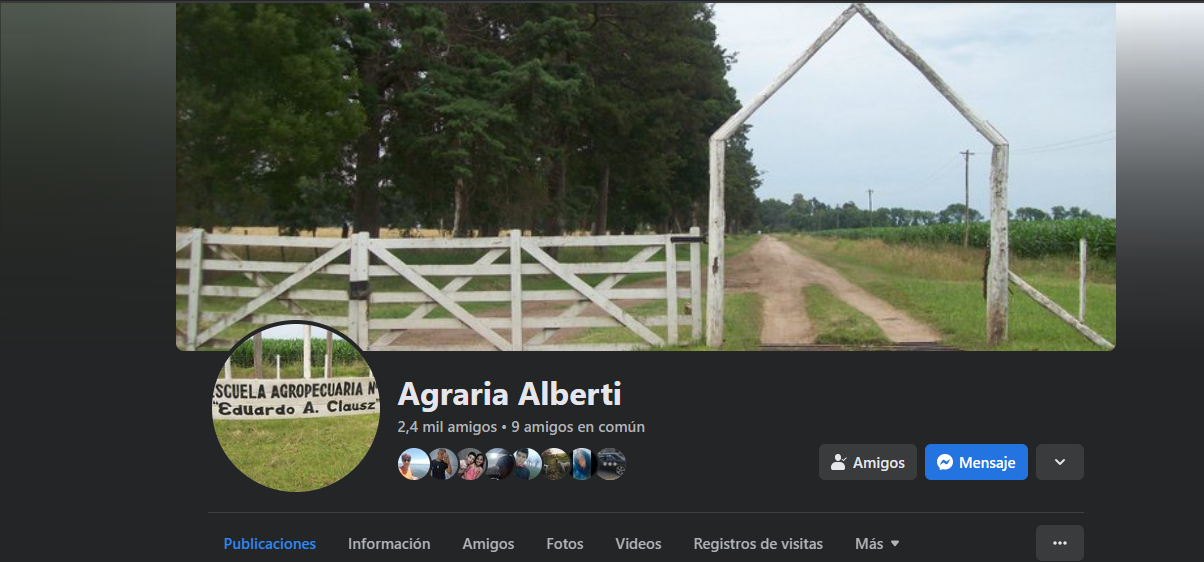 ESCUELA AGROPECUARIA N
"Eduardo A. Clausz"
Agraria Alberti
2,4 mil amigos • 9 amigos en común
Amigos
Mensaje
Publicaciones
Información
Amigos
Fotos
Videos
Registros de visitas
Más